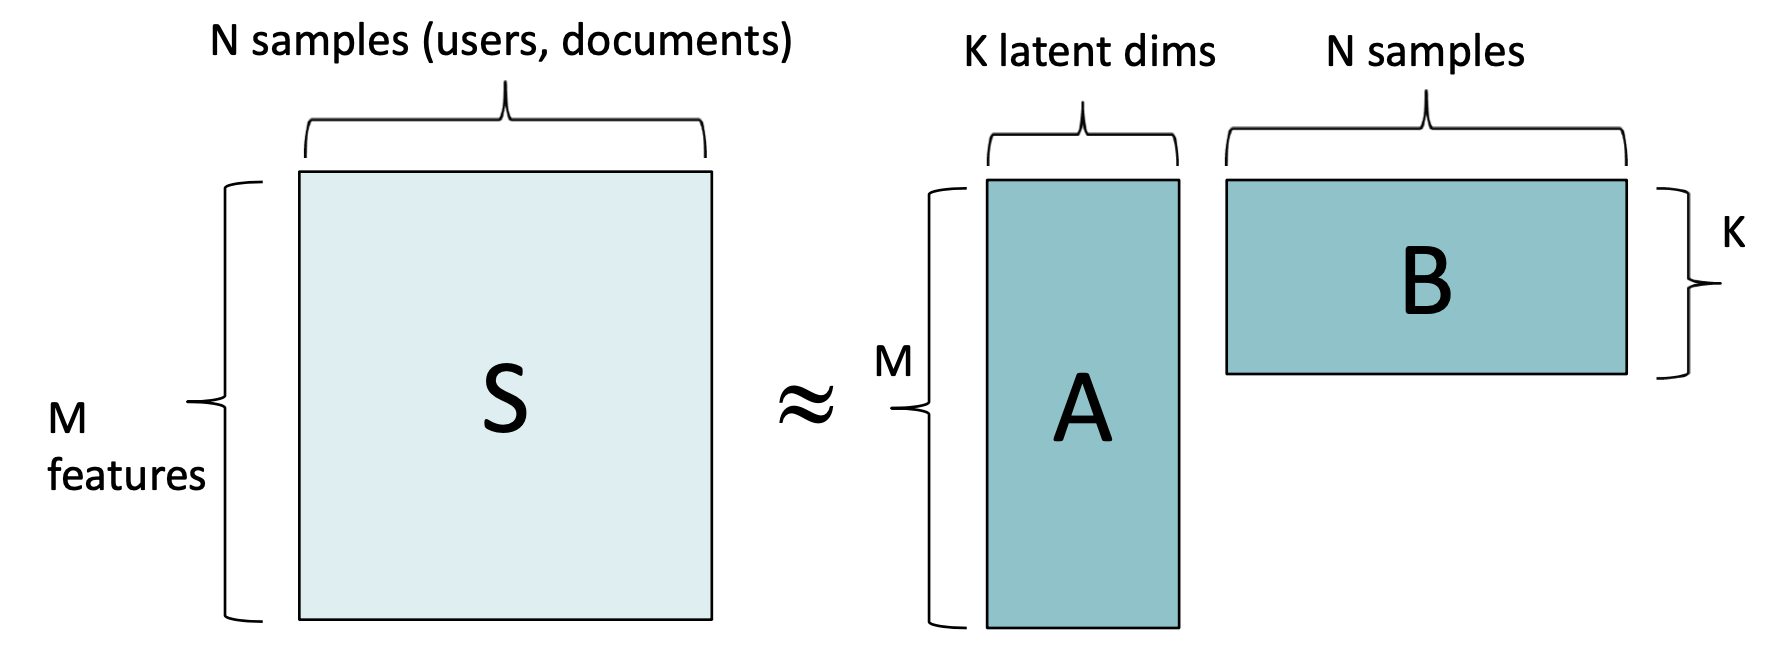 N samples (users, documents)
K latent dims
N samples
M
features
S
≈
M
A
B
K